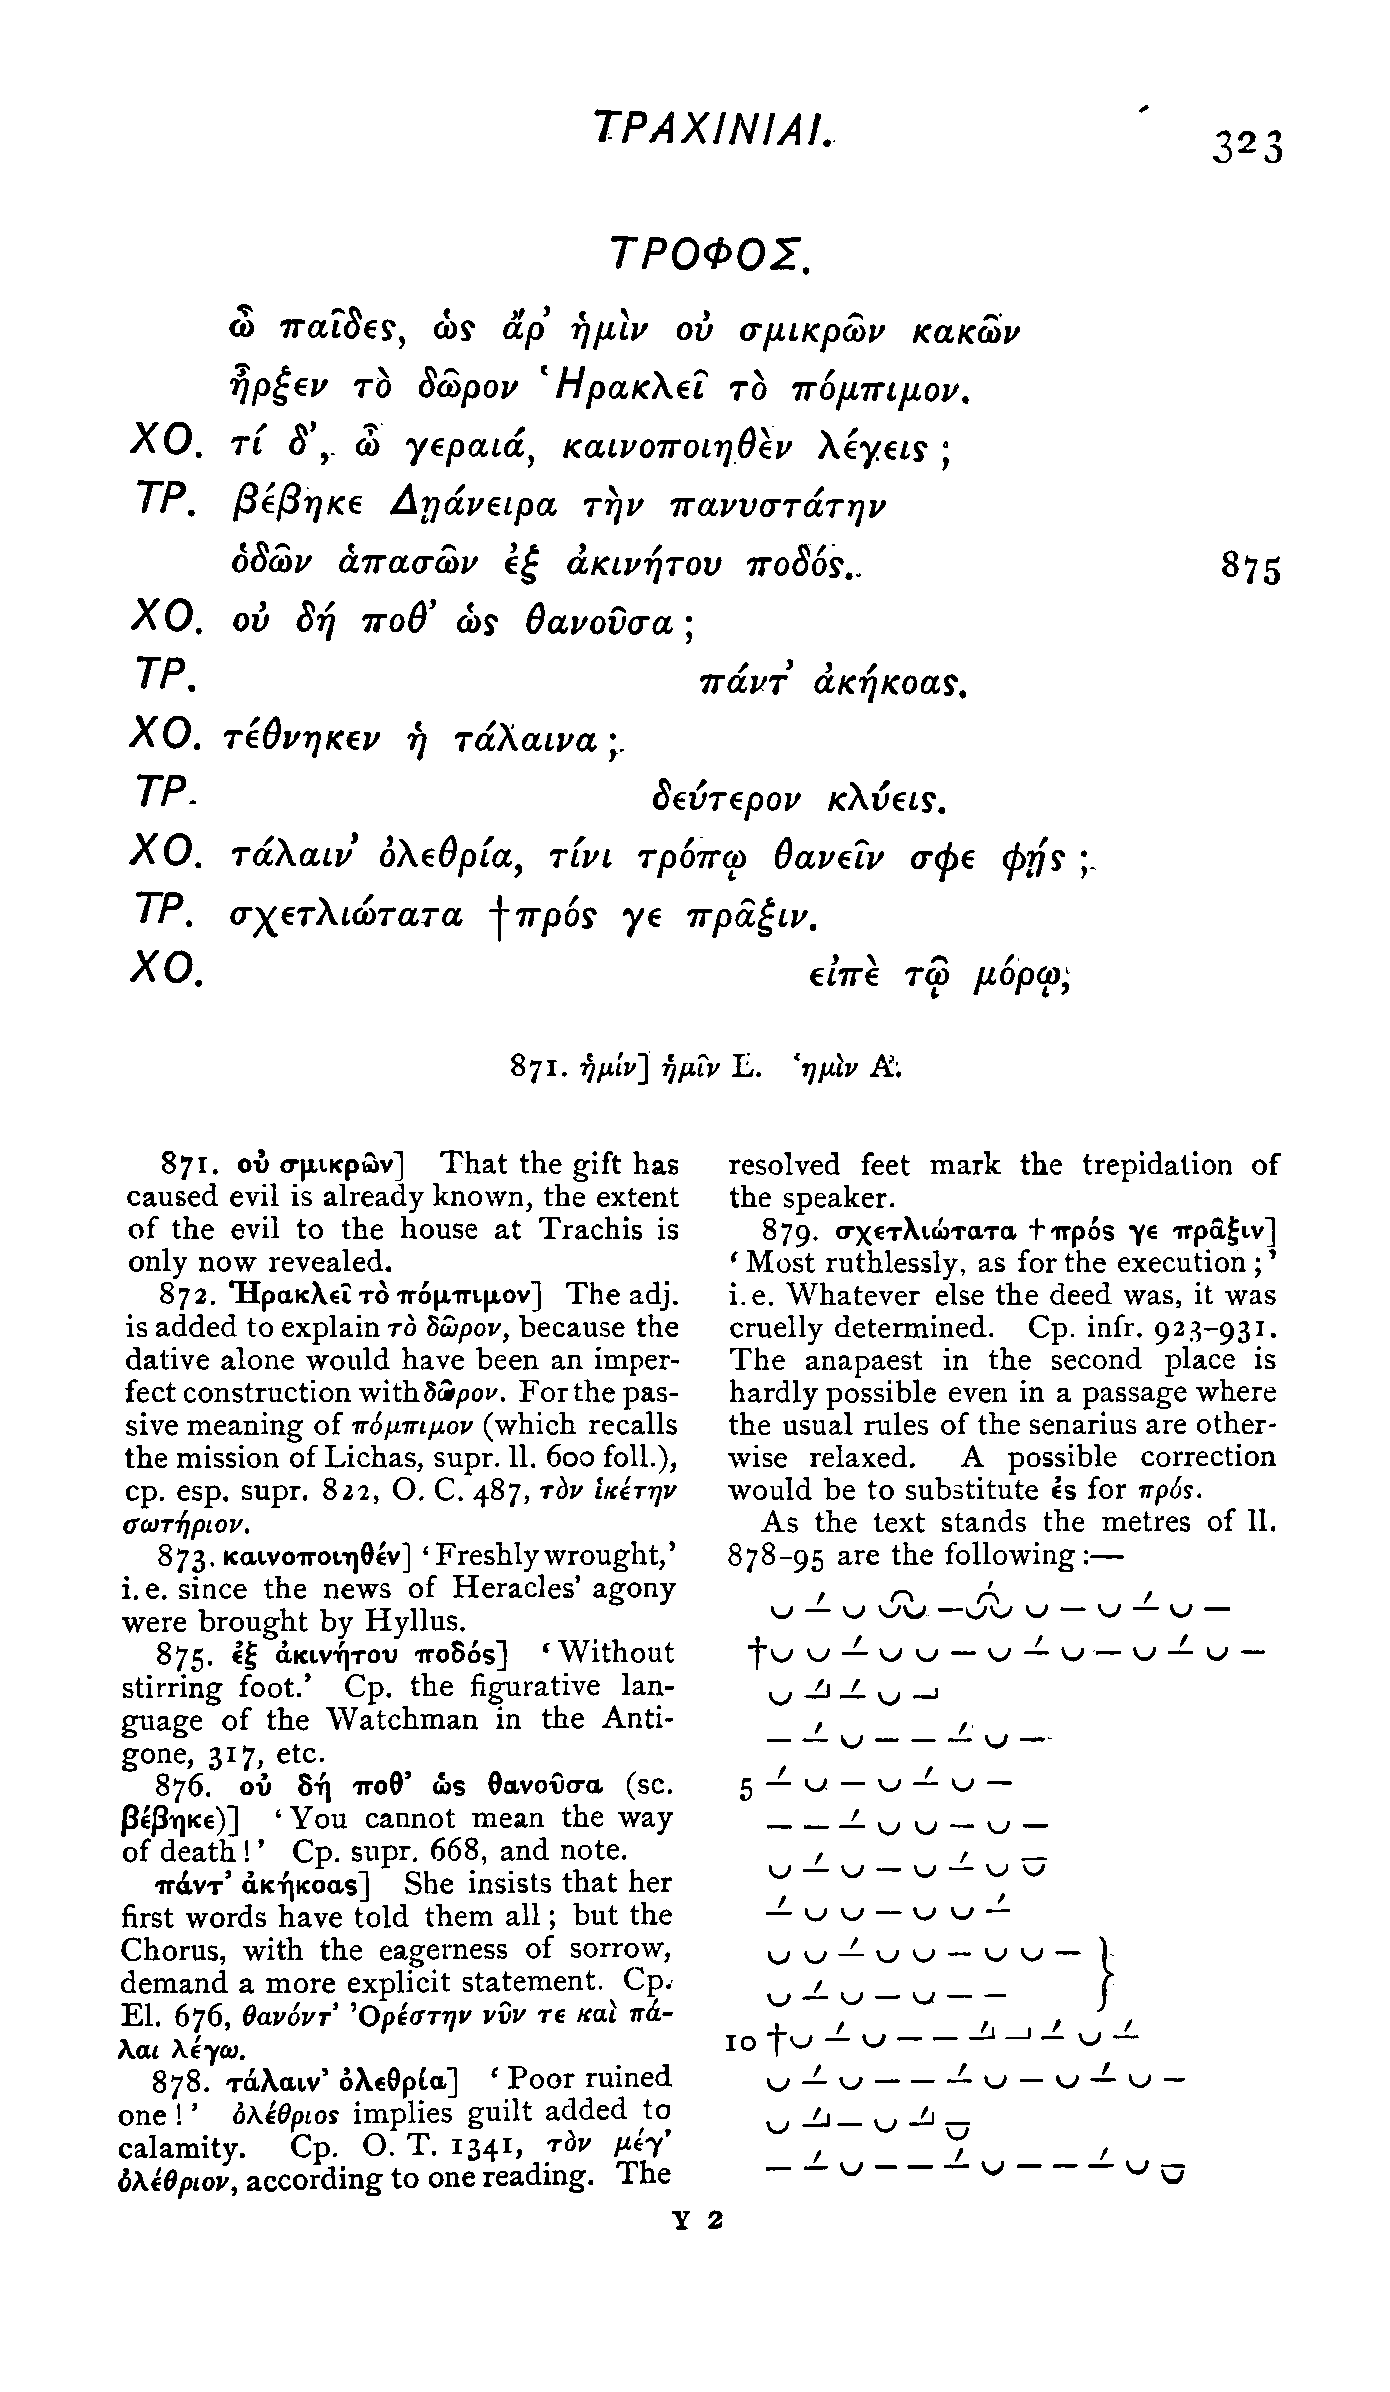 ΤΡΑΧΙΝΙΑΙ.
323
ΤΡΟΦΟΣ.
ὦ παῖδες, ὡς ἄρ’ ἡμὶν οὐ σμικρῶν κακῶν
ἦρξεν τὸ δῶρον Ἡρακλεῖ τὸ πόμπιμον.
ΧΟ. τί δ’, ὦ γεραιά, καινοποιηθὲν λέγεις ;
ΤΡ. βέβηκε Δῃάνειρα τὴν πανυστάτην
ὁδῶν ἁπασῶν ἐξ ἀκινήτου ποδός. 875
ΧΟ. οὐ δή ποθ’ ὡς θανοῦσα ;
ΤΡ. πάντ’ ἀκήκοας.
ΧΟ. τέθνηκεν ἡ τάλαινα ;
ΤΡ. δεύτερον κλύεις.
ΧΟ. τάλαιν’ ὀλεθρία, τίνι τρόπῳ θανεῖν σφε φῄς ;
ΤΡ. σχετλιώτατα †πρός γε πρᾶξιν.
ΧΟ. εἰπὲ τῷ μόρῳ,
871. ἡμίν] ἡμῖν L. ‘ημὶν A.
871. οὐ σμικρῶν] That the gift has
caused evil is already known, the extent
of the evil to the house at Trachis is
only now revealed.
872. Ἡρακλεῖ τὸ πόμπιμον] The adj.
is added to explain τὸ δῶρον, because the
dative alone would have been an imper-
fect construction with δῶρον. For the pas-
sive meaning of πόμπιμον (which recalls
the mission of Lichas, supr. ll. 600 foll.),
cp. esp. supr. 822, O. C. 487, τὸν ἱκέτην
σωτήριον.
873. καινοποιηθέν] ‘Freshly wrought,’
i. e. since the news of Heracles’ agony
were brought by Hyllus.
875. ἐξ ἀκινήτου ποδός] ‘Without
stirring foot.’ Cp. the figurative lan-
guage of the Watchman in the Anti-
gone, 317, etc.
876. οὐ δή ποθ’ ὡς θανοῦσα (sc.
βέβηκε)] ‘You cannot mean the way
of death!’ Cp. supr. 668, and note.
πάντ’ ἀκήκοας] She insists that her
first words have told them all; but the
Chorus, with the eagerness of sorrow,
demand a more explicit statement. Cp.
El. 676, θανόντ’ Ὀρέστην νῦν τε καὶ πά-
λαι λέγω.
878. τάλαιν’ ὀλεθρία] ‘Poor ruined
one!’ ὀλέθριος implies guilt added to
calamity. Cp. O. T. 1341, τὸν μέγ’
ὀλέθριον, according to one reading. The
resolved feet mark the trepidation of
the speaker.
879. σχετλιώτατα †πρός γε πρᾶξιν]
‘Most ruthlessly, as for the execution;’
i. e. Whatever else the deed was, it was
cruelly determined. Cp. infr. 923-931.
The anapaest in the second place is
hardly possible even in a passage where
the usual rules of the senarius are other-
wise relaxed. A possible correction
would be to substitute ἐς for πρός.
As the text stands the metres of ll.
878-95 are the following:—
5
10
Y 2